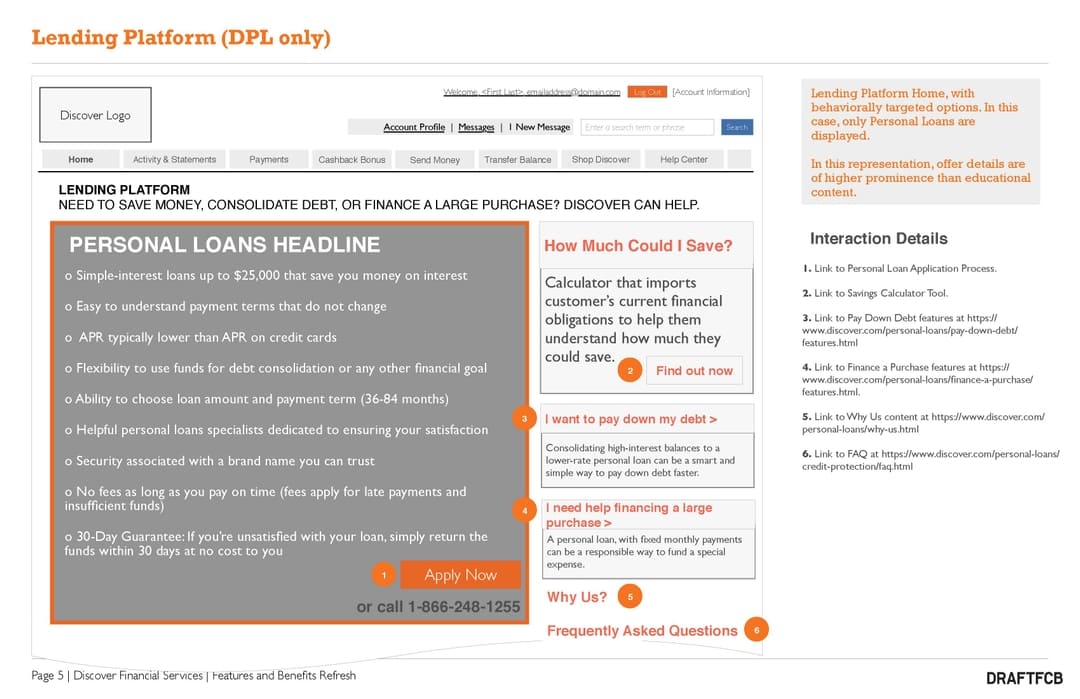 Lending Platform (DPL only)
Discover Logo
Welcome, <First Last>, emailaddress@domain.com
Log Out
[Account Information]
Account Profile | Messages | 1 New Message
Enter a search term or phrase
Search
Home
Activity & Statements
Payments
Cashback Bonus
Send Money
Transfer Balance
Shop Discover
Help Center
LENDING PLATFORM
NEED TO SAVE MONEY, CONSOLIDATE DEBT, OR FINANCE A LARGE PURCHASE? DISCOVER CAN HELP.
PERSONAL LOANS HEADLINE
o Simple-interest loans up to $25,000 that save you money on interest
o Easy to understand payment terms that do not change
o APR typically lower than APR on credit cards
o Flexibility to use funds for debt consolidation or any other financial goal
o Ability to choose loan amount and payment term (36-84 months)
o Helpful personal loans specialists dedicated to ensuring your satisfaction
o Security associated with a brand name you can trust
o No fees as long as you pay on time (fees apply for late payments and
insufficient funds)
o 30-Day Guarantee: If you're unsatisfied with your loan, simply return the
funds within 30 days at no cost to you
1
Apply Now
or call 1-866-248-1255
How Much Could I Save?
Calculator that imports
customer's current financial
obligations to help them
understand how much they
could save.
2
Find out now
3
I want to pay down my debt >
Consolidating high-interest balances to a
lower-rate personal loan can be a smart and
simple way to pay down debt faster.
4
I need help financing a large
purchase >
A personal loan, with fixed monthly payments
can be a responsible way to fund a special
expense.
Why Us?
5
Frequently Asked Questions
6
Lending Platform Home, with
behaviorally targeted options. In this
case, only Personal Loans are
displayed.
In this representation, offer details are
of higher prominence than educational
content.
Interaction Details
1. Link to Personal Loan Application Process.
2. Link to Savings Calculator Tool.
3. Link to Pay Down Debt features at https://
www.discover.com/personal-loans/pay-down-debt/
features.html
4. Link to Finance a Purchase features at https://
www.discover.com/personal-loans/finance-a-purchase/
features.html.
5. Link to Why Us content at https://www.discover.com/
personal-loans/why-us.html
6. Link to FAQ at https://www.discover.com/personal-loans/
credit-protection/faq.html
Page 5 | Discover Financial Services | Features and Benefits Refresh
DRAFTFCB